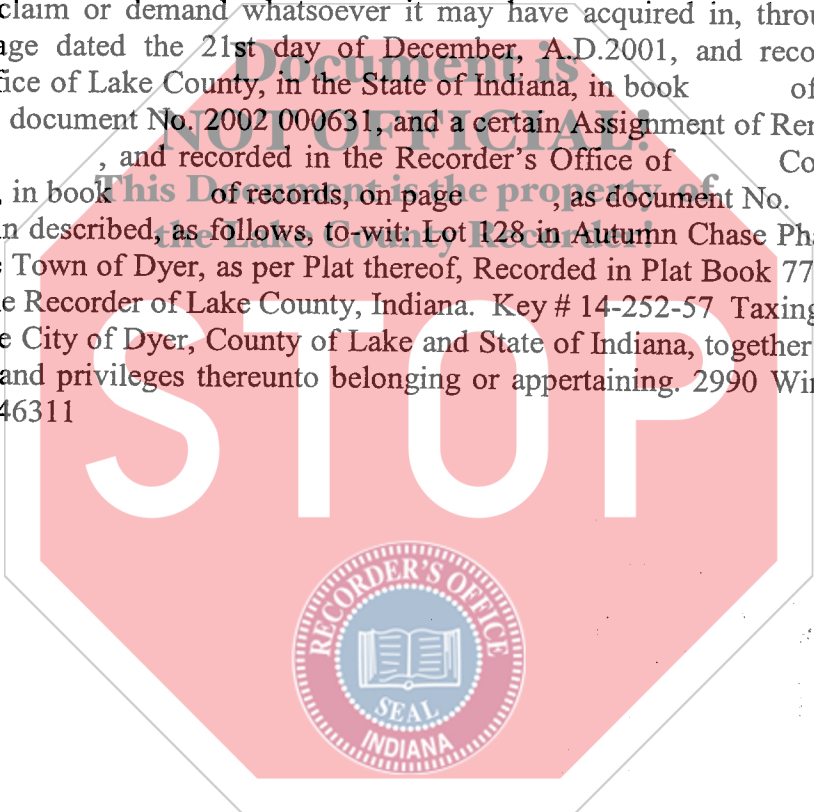 claim or demand whatsoever it may have acquired in, throu
age dated the 21st day of December, A.D.2001, and reco
fice of Lake County, in the State of Indiana, in book of
document No. 2002 000631, and a certain Assignment of Ren
, and recorded in the Recorder's Office of Co
, in book of records, on page , as document No.
in described, as follows, to-wit: Lot 128 in Autumn Chase Pha
Town of Dyer, as per Plat thereof, Recorded in Plat Book 77
e Recorder of Lake County, Indiana. Key # 14-252-57 Taxing
e City of Dyer, County of Lake and State of Indiana, together
and privileges thereunto belonging or appertaining. 2990 Win
46311
Document is
NOT OFFICIAL!
This Document is the property of
the Lake County Recorder!
STOP
RECORDER'S OFFICE
SEAL
INDIANA